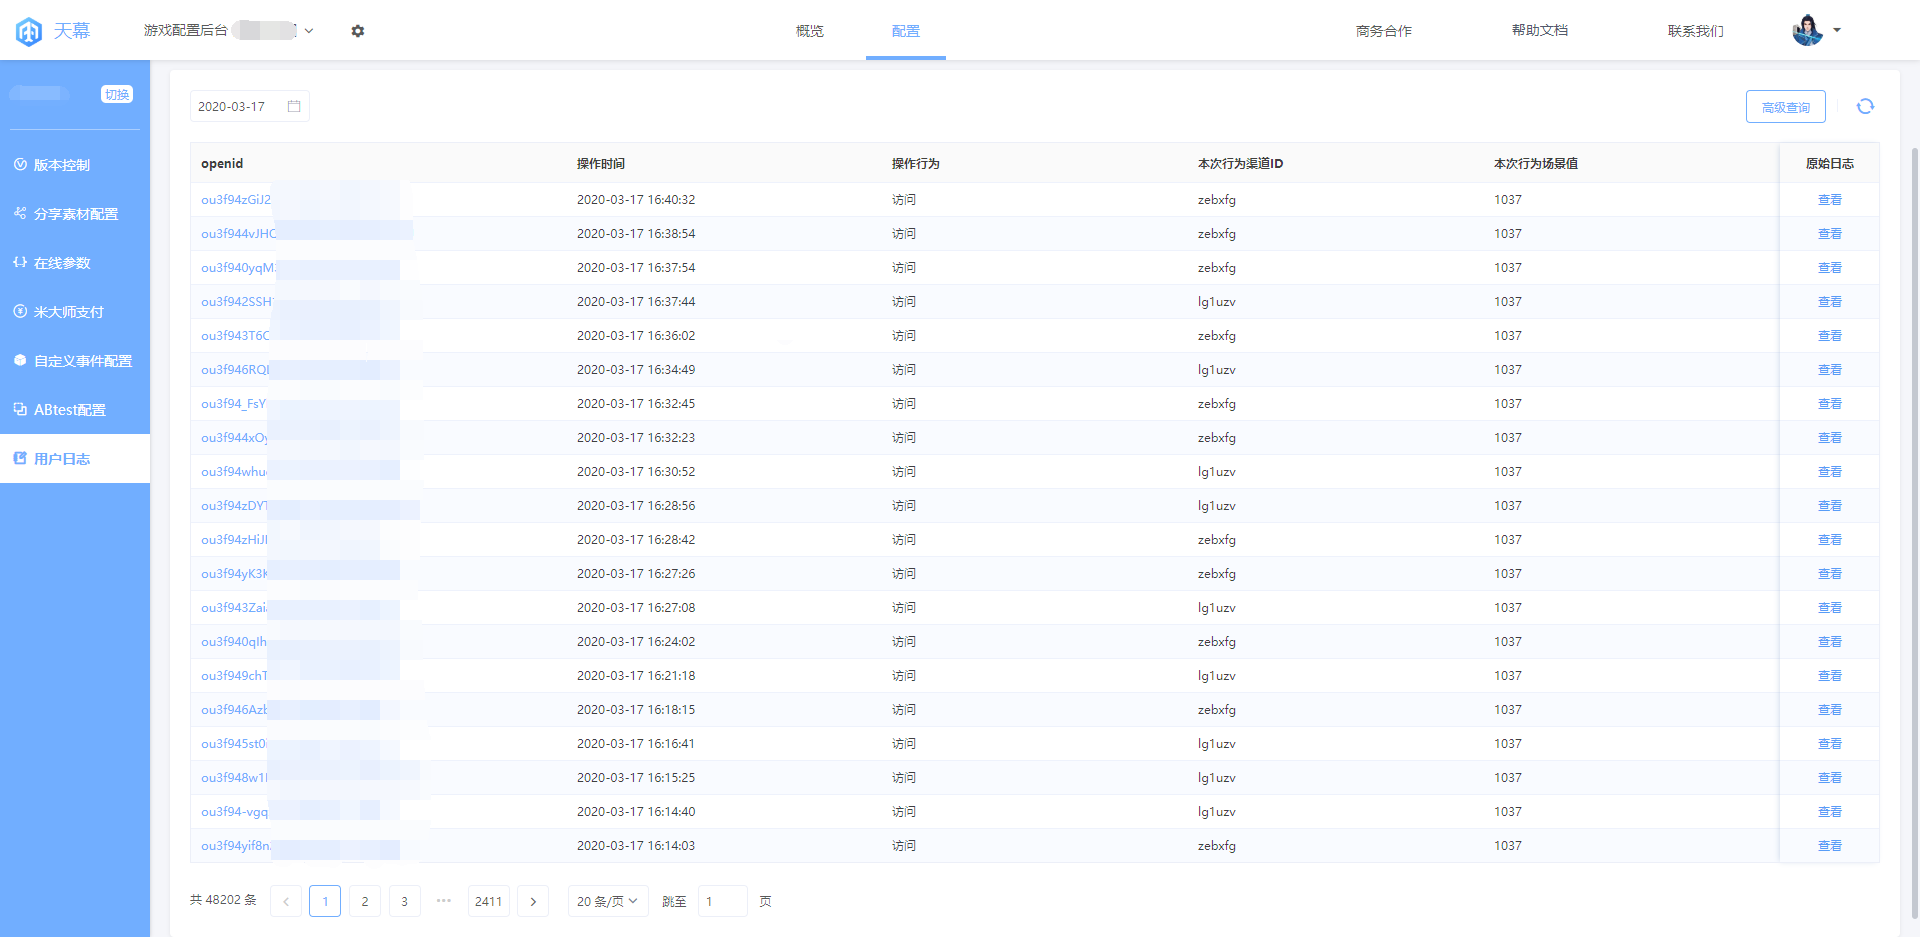 天幕
游戏配置后台
概览
配置
商务合作
帮助文档
联系我们
切换
版本控制
分享素材配置
在线参数
米大师支付
自定义事件配置
ABtest配置
用户日志
2020-03-17
高级查询
openid 操作时间 操作行为 本次行为渠道ID 本次行为场景值 原始日志
ou3f94zGiJ2 2020-03-17 16:40:32 访问 zebxfg 1037 查看
ou3f944vJHC 2020-03-17 16:38:54 访问 zebxfg 1037 查看
ou3f940yqM 2020-03-17 16:37:54 访问 zebxfg 1037 查看
ou3f942SSH 2020-03-17 16:37:44 访问 lg1uzv 1037 查看
ou3f943T6C 2020-03-17 16:36:02 访问 zebxfg 1037 查看
ou3f946RQ 2020-03-17 16:34:49 访问 lg1uzv 1037 查看
ou3f94_FsY 2020-03-17 16:32:45 访问 zebxfg 1037 查看
ou3f944xOy 2020-03-17 16:32:23 访问 zebxfg 1037 查看
ou3f94whu 2020-03-17 16:30:52 访问 lg1uzv 1037 查看
ou3f94zDYT 2020-03-17 16:28:56 访问 lg1uzv 1037 查看
ou3f94zHiJ 2020-03-17 16:28:42 访问 zebxfg 1037 查看
ou3f94yK3K 2020-03-17 16:27:26 访问 zebxfg 1037 查看
ou3f943Zai 2020-03-17 16:27:08 访问 lg1uzv 1037 查看
ou3f940qIh 2020-03-17 16:24:02 访问 zebxfg 1037 查看
ou3f949chT 2020-03-17 16:21:18 访问 lg1uzv 1037 查看
ou3f946Azb 2020-03-17 16:18:15 访问 zebxfg 1037 查看
ou3f945st0 2020-03-17 16:16:41 访问 lg1uzv 1037 查看
ou3f948w1 2020-03-17 16:15:25 访问 lg1uzv 1037 查看
ou3f94-vgq 2020-03-17 16:14:40 访问 lg1uzv 1037 查看
ou3f94yif8n 2020-03-17 16:14:03 访问 zebxfg 1037 查看
共 48202 条 1 2 3 ••• 2411 20 条/页 跳至 1 页